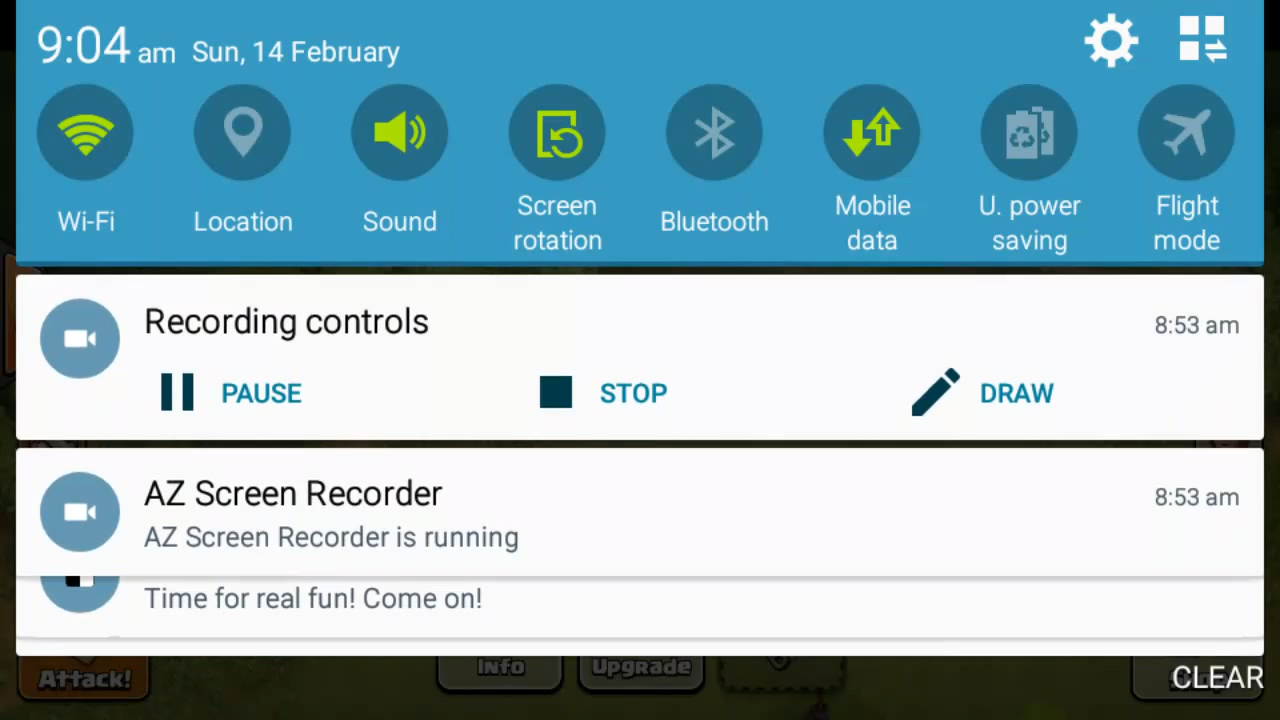 9:04 am Sun, 14 February
Wi-Fi
Location
Sound
Screen
rotation
Bluetooth
Mobile
data
U. power
saving
Flight
mode
Recording controls
8:53 am
PAUSE
STOP
DRAW
AZ Screen Recorder
8:53 am
AZ Screen Recorder is running
Time for real fun! Come on!
Attack!
Info
Upgrade
CLEAR